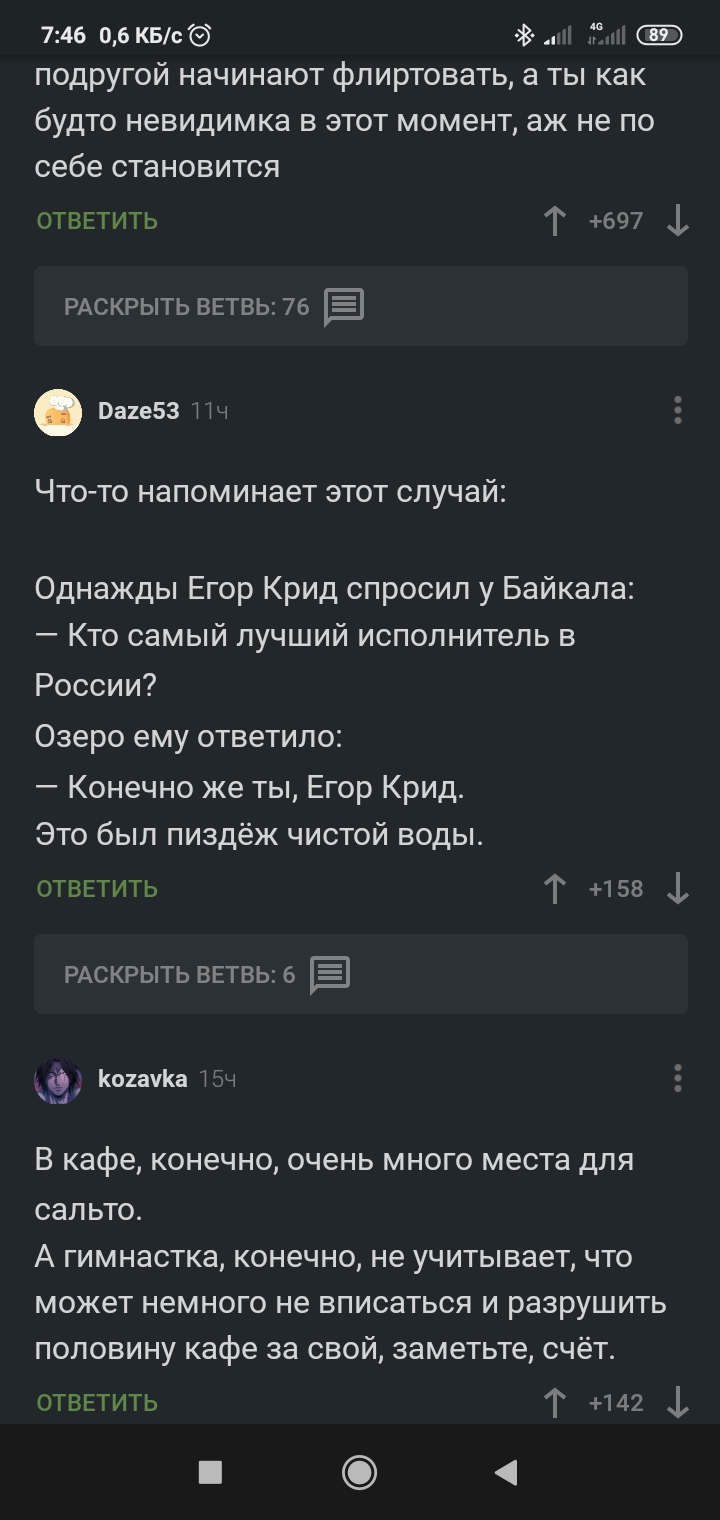 7:46 0,6 КБ/с 4G 89
подругой начинают флиртовать, а ты как
будто невидимка в этот момент, аж не по
себе становится
ОТВЕТИТЬ +697
РАСКРЫТЬ ВЕТВЬ: 76
Daze53 11ч
Что-то напоминает этот случай:
Однажды Егор Крид спросил у Байкала:
— Кто самый лучший исполнитель в
России?
Озеро ему ответило:
— Конечно же ты, Егор Крид.
Это был пиздёж чистой воды.
ОТВЕТИТЬ +158
РАСКРЫТЬ ВЕТВЬ: 6
kozavka 15ч
В кафе, конечно, очень много места для
сальто.
А гимнастка, конечно, не учитывает, что
может немного не вписаться и разрушить
половину кафе за свой, заметьте, счёт.
ОТВЕТИТЬ +142